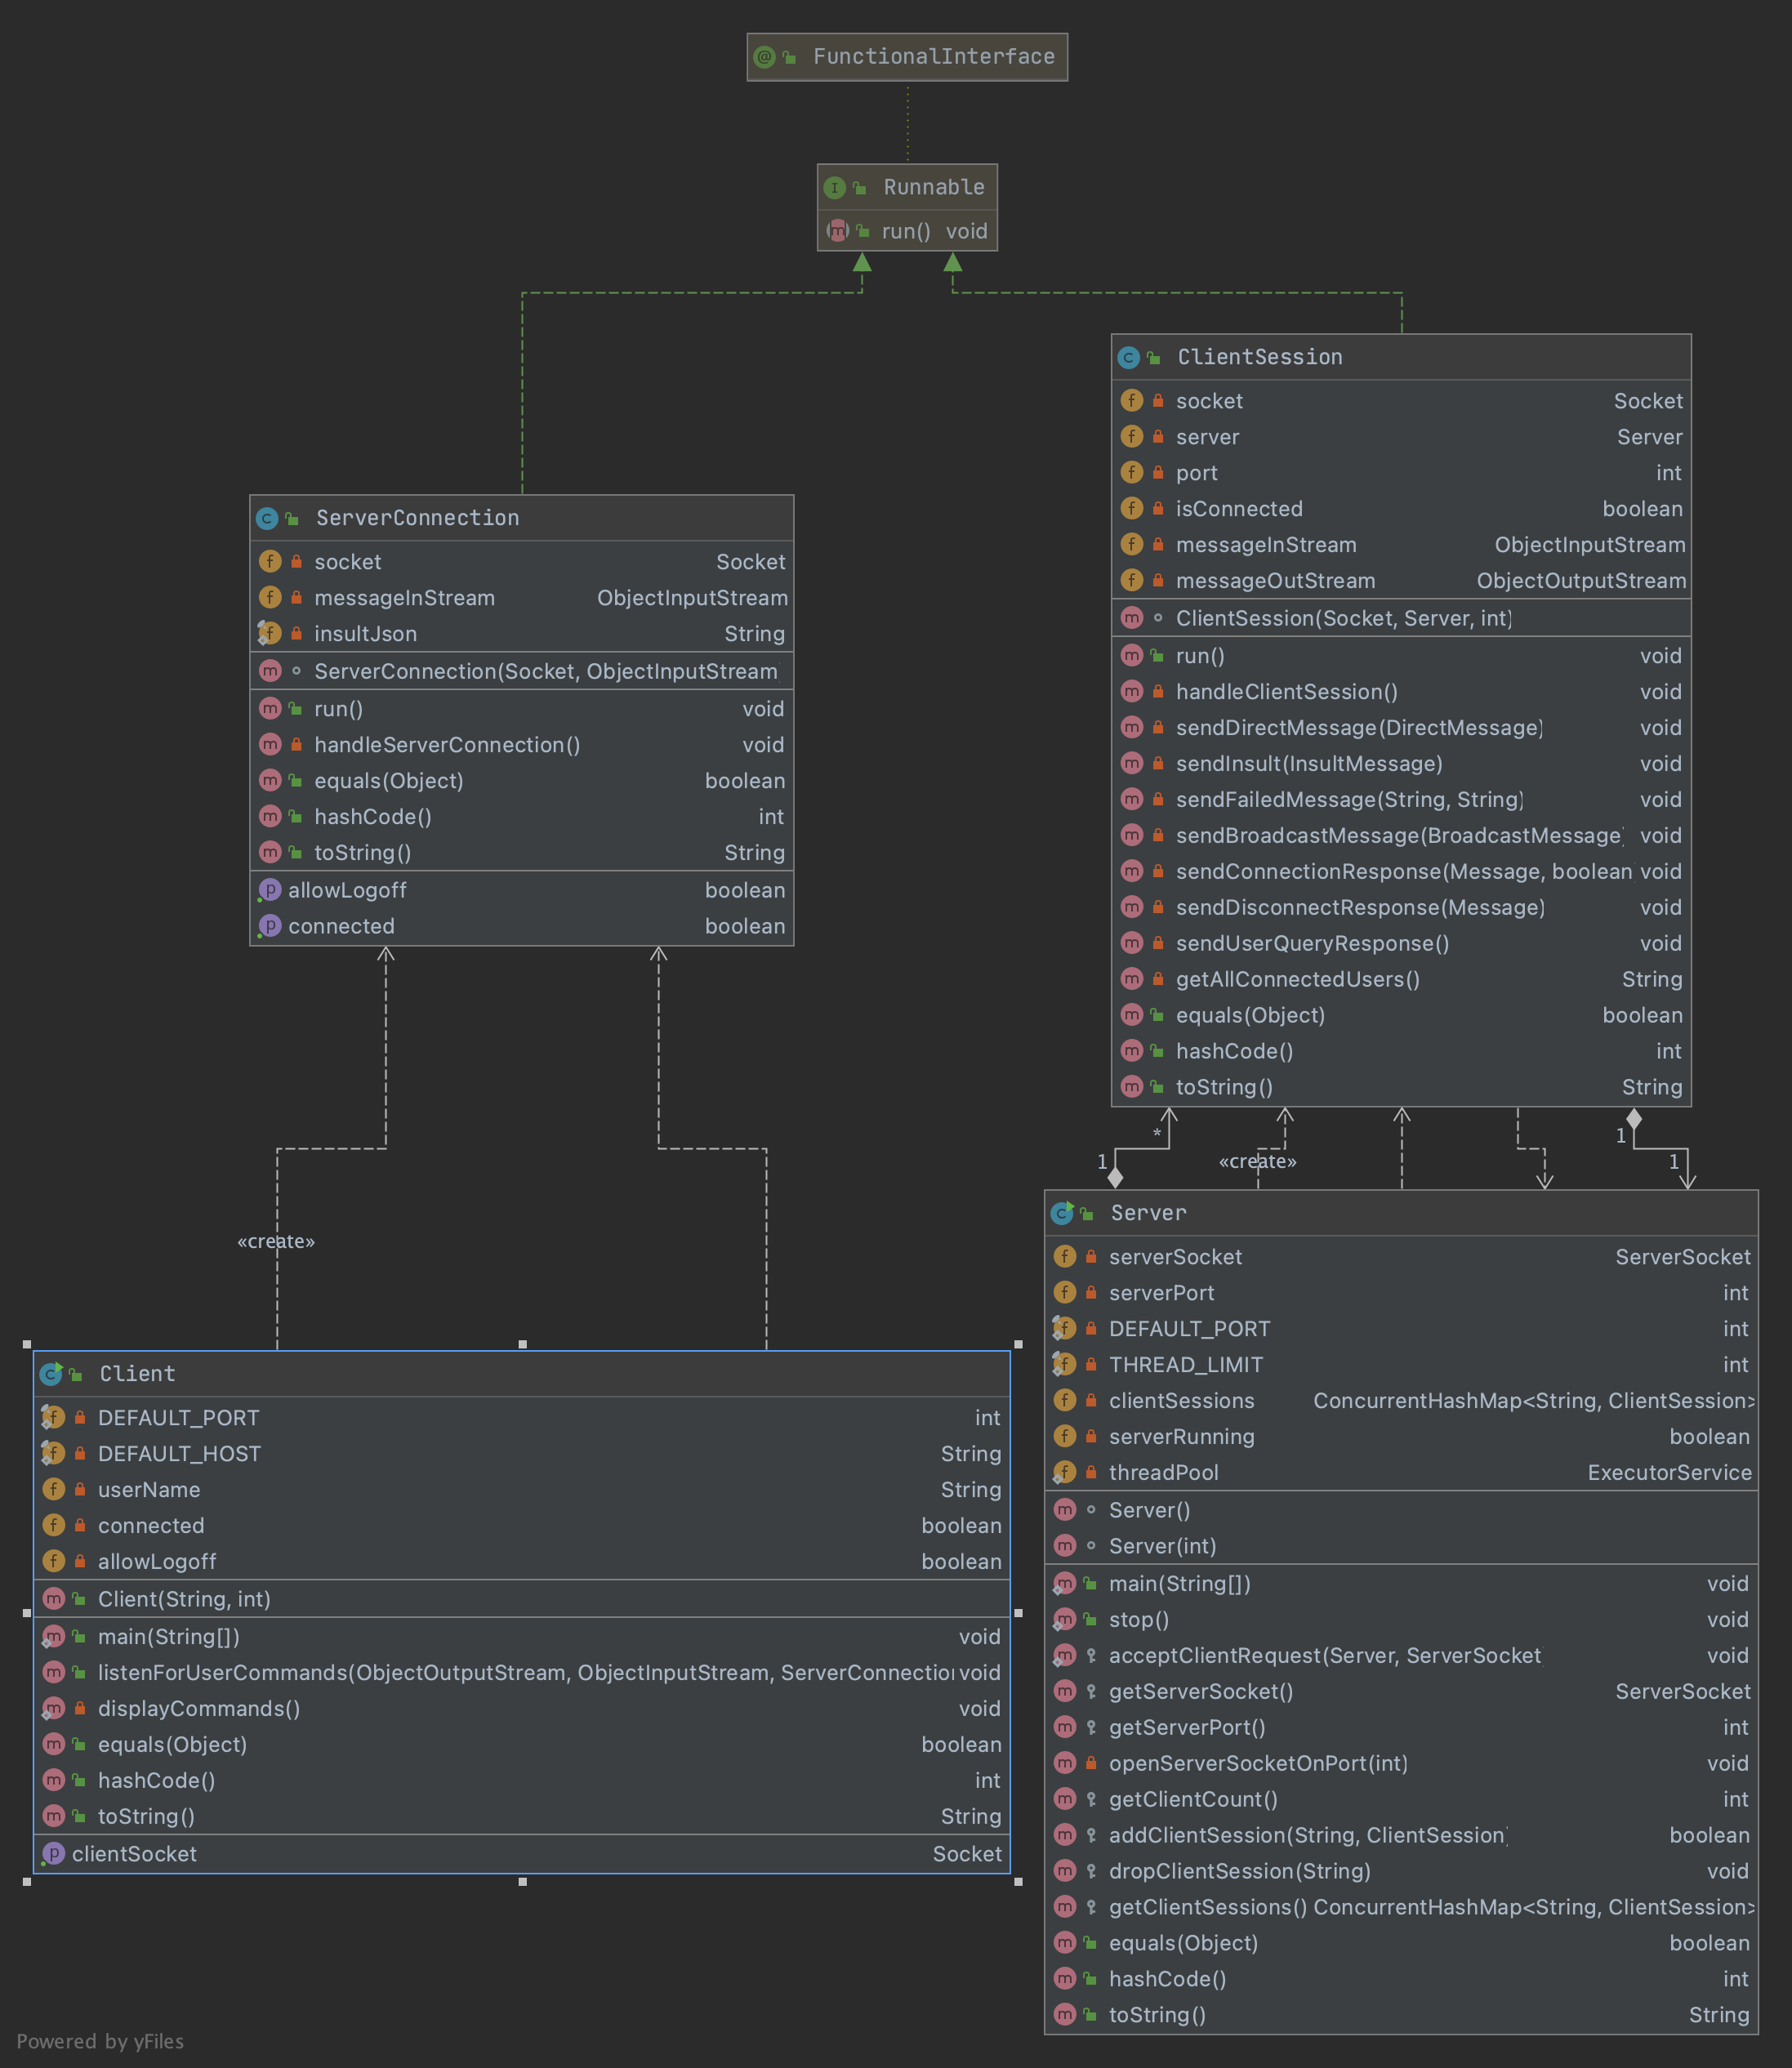 FunctionalInterface
Runnable
run() void
ClientSession
socket Socket
server Server
port int
isConnected boolean
messageInStream ObjectInputStream
messageOutStream ObjectOutputStream
ClientSession(Socket, Server, int)
run() void
handleClientSession() void
sendDirectMessage(DirectMessage) void
sendInsult(InsultMessage) void
sendFailedMessage(String, String) void
sendBroadcastMessage(BroadcastMessage) void
sendConnectionResponse(Message, boolean void
sendDisconnectResponse(Message) void
sendUserQueryResponse() void
getAllConnectedUsers() String
equals(Object) boolean
hashCode() int
toString() String
ServerConnection
socket Socket
messageInStream ObjectInputStream
insultJson String
ServerConnection(Socket, ObjectInputStream
run() void
handleServerConnection() void
equals(Object) boolean
hashCode() int
toString() String
allowLogoff boolean
connected boolean
*
1
«create»
1
1
«create»
Server
serverSocket ServerSocket
serverPort int
DEFAULT_PORT int
THREAD_LIMIT int
clientSessions ConcurrentHashMap<String, ClientSession>
serverRunning boolean
threadPool ExecutorService
Server()
Server(int)
main(String[]) void
stop() void
acceptClientRequest(Server, ServerSocket void
getServerSocket() ServerSocket
getServerPort() int
openServerSocketOnPort(int) void
getClientCount() int
addClientSession(String, ClientSession) boolean
dropClientSession(String) void
getClientSessions() ConcurrentHashMap<String, ClientSession>
equals(Object) boolean
hashCode() int
toString() String
Client
DEFAULT_PORT int
DEFAULT_HOST String
userName String
connected boolean
allowLogoff boolean
Client(String, int)
main(String[]) void
listenForUserCommands(ObjectOutputStream, ObjectInputStream, ServerConnectio void
displayCommands() void
equals(Object) boolean
hashCode() int
toString() String
clientSocket Socket
Powered by yFiles